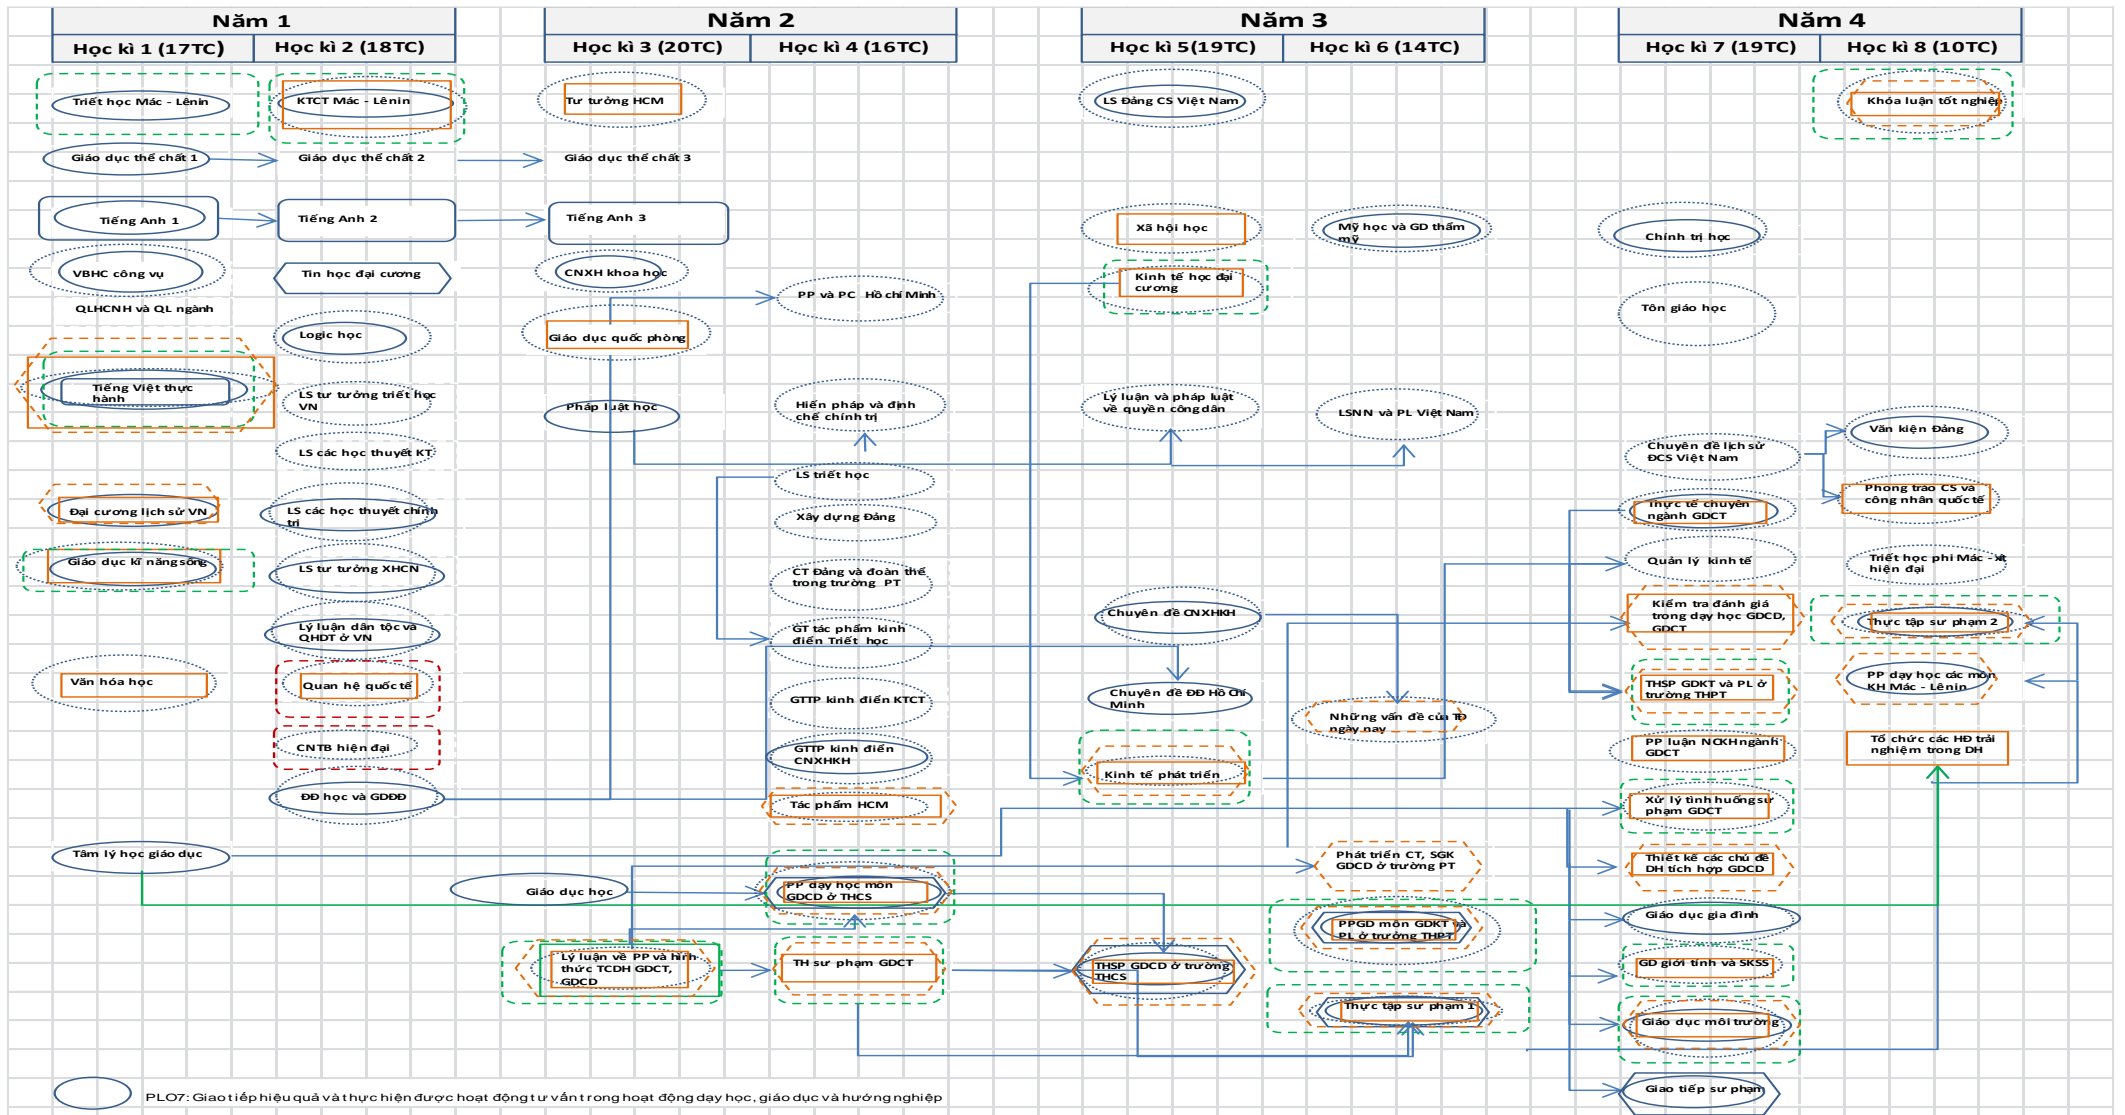 Năm 1
Năm 2
Năm 3
Năm 4
Học kì 1 (17TC)
Học kì 2 (18TC)
Học kì 3 (20TC)
Học kì 4 (16TC)
Học kì 5(19TC)
Học kì 6 (14TC)
Học kì 7 (19TC)
Học kì 8 (10TC)
Triết học Mác - Lênin
Giáo dục thể chất 1
Tiếng Anh 1
VBHC công vụ
QLHCNH và QL ngành
Tiếng Việt thực
hành
Đại cương lịch sử VN
Giáo dục kĩ năng sống
Văn hóa học
Tâm lý học giáo dục
KTCT Mác - Lênin
Giáo dục thể chất 2
Tiếng Anh 2
Tin học đại cương
Logic học
LS tư tưởng triết học
VN
LS các học thuyết KT
LS các học thuyết chính
trị
LS tư tưởng XHCN
Lý luận dân tộc và
QHDT ở VN
Quan hệ quốc tế
CNTB hiện đại
ĐĐ học và GDĐĐ
Tư tưởng HCM
Giáo dục thể chất 3
Tiếng Anh 3
CNXH khoa học
Giáo dục quốc phòng
Pháp luật học
Giáo dục học
Lý luận về PP và hình
thức TCDH GDCT,
GDCD
PP và PC Hồ chí Minh
Hiến pháp và định
chế chính trị
LS triết học
Xây dựng Đảng
CT Đảng và đoàn thể
trong trường PT
GT tác phẩm kinh
điển Triết học
GTTP kinh điển KTCT
GTTP kinh điển
CNXHKH
Tác phẩm HCM
PP dạy học môn
GDCD ở THCS
TH sư phạm GDCT
LS Đảng CS Việt Nam
Xã hội học
Kinh tế học đại
cương
Lý luận và pháp luật
về quyền công dân
Chuyên đề CNXHKH
Chuyên đề ĐĐ Hồ Chí
Minh
Kinh tế phát triển
THSP GDCD ở trường
THCS
Mỹ học và GD thẩm
mỹ
LSNN và PL Việt Nam
Những vấn đề của TĐ
ngày nay
Phát triển CT, SGK
GDCD ở trường PT
PPGD môn GDKT và
PL ở trường THPT
Thực tập sư phạm 1
Chính trị học
Tôn giáo học
Chuyên đề lịch sử
ĐCS Việt Nam
Thực tế chuyên
ngành GDCT
Quản lý kinh tế
Kiểm tra đánh giá
trong dạy học GDCD,
GDCT
THSP GDKT và PL ở
trường THPT
PP luận NCKH ngành
GDCT
Xử lý tình huống sư
phạm GDCT
Thiết kế các chủ đề
DH tích hợp GDCD
Giáo dục gia đình
GD giới tính và SKSS
Giáo dục môi trường
Giao tiếp sư phạm
Khóa luận tốt nghiệp
Văn kiện Đảng
Phong trào CS và
công nhân quốc tế
Triết học phi Mác - xít
hiện đại
Thực tập sư phạm 2
PP dạy học các môn
KH Mác - Lênin
Tổ chức các HĐ trải
nghiệm trong DH
PLO7: Giao tiếp hiệu quả và thực hiện được hoạt động tư vấn trong hoạt động dạy học, giáo dục và hướng nghiệp